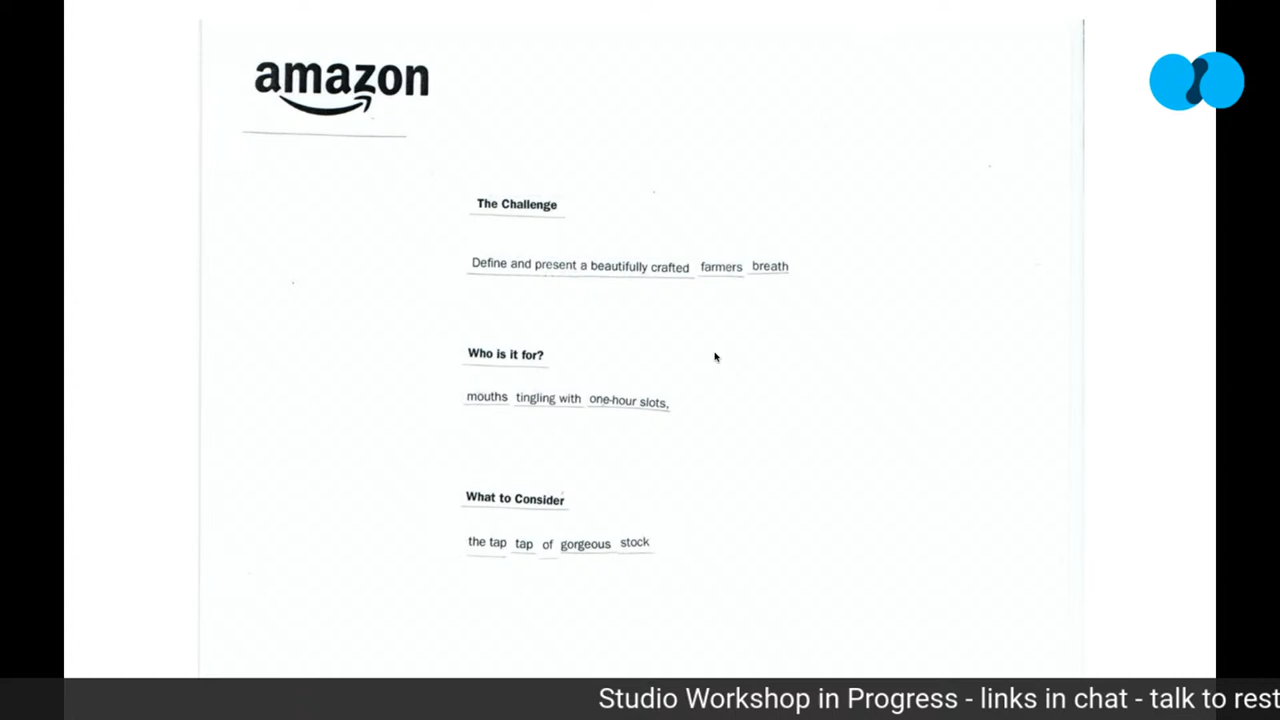 amazon
The Challenge
Define and present a beautifully crafted farmers breath
Who is it for?
mouths tingling with one-hour slots,
What to Consider
the tap tap of gorgeous stock
Studio Workshop in Progress - links in chat - talk to rest